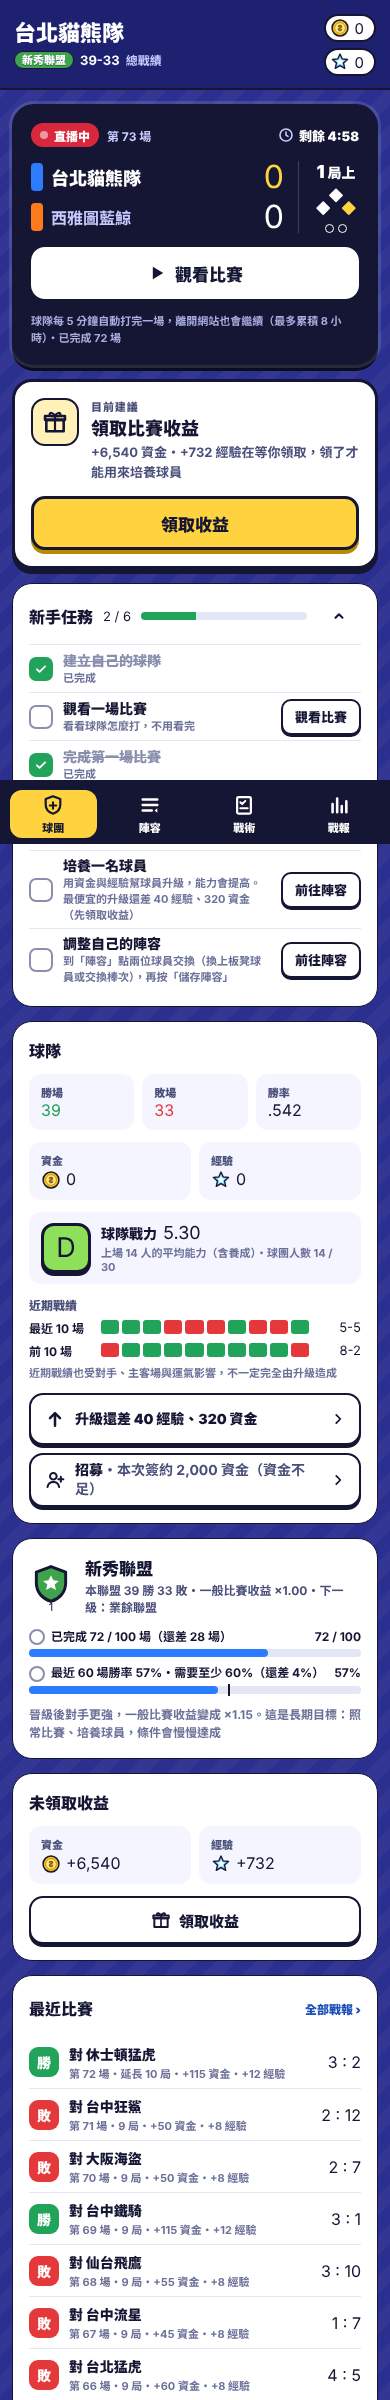 台北貓熊隊
新秀聯盟 39-33 總戰績
0
0
直播中 第 73 場 剩餘 4:58
台北貓熊隊 0
西雅圖藍鯨 0
1局上
觀看比賽
球隊每 5 分鐘自動打完一場，離開網站也會繼續（最多累積 8 小
時）・已完成 72 場
目前建議
領取比賽收益
+6,540 資金・+732 經驗在等你領取，領了才
能用來培養球員
領取收益
新手任務 2 / 6
建立自己的球隊
已完成
觀看一場比賽
看看球隊怎麼打，不用看完
觀看比賽
完成第一場比賽
已完成
球團 陣容 戰術 戰報
培養一名球員
用資金與經驗幫球員升級，能力會提高。
最便宜的升級還差 40 經驗、320 資金
（先領取收益）
前往陣容
調整自己的陣容
到「陣容」點兩位球員交換（換上板凳球
員或交換棒次），再按「儲存陣容」
前往陣容
球隊
勝場 敗場 勝率
39 33 .542
資金 經驗
0 0
D
球隊戰力 5.30
上場 14 人的平均能力（含養成）・球團人數 14 /
30
近期戰績
最近 10 場 5-5
前 10 場 8-2
近期戰績也受對手、主客場與運氣影響，不一定完全由升級造成
升級還差 40 經驗、320 資金
招募・本次簽約 2,000 資金（資金不
足）
1
新秀聯盟
本聯盟 39 勝 33 敗・一般比賽收益 ×1.00・下一
級：業餘聯盟
已完成 72 / 100 場（還差 28 場） 72 / 100
最近 60 場勝率 57%・需要至少 60%（還差 4%） 57%
晉級後對手更強，一般比賽收益變成 ×1.15。這是長期目標：照
常比賽、培養球員，條件會慢慢達成
未領取收益
資金 經驗
+6,540 +732
領取收益
最近比賽 全部戰報 ›
勝 對 休士頓猛虎 3 : 2
第 72 場・延長 10 局・+115 資金・+12 經驗
敗 對 台中狂鯊 2 : 12
第 71 場・9 局・+50 資金・+8 經驗
敗 對 大阪海盜 2 : 7
第 70 場・9 局・+50 資金・+8 經驗
勝 對 台中鐵騎 3 : 1
第 69 場・9 局・+115 資金・+12 經驗
敗 對 仙台飛鷹 3 : 10
第 68 場・9 局・+55 資金・+8 經驗
敗 對 台中流星 1 : 7
第 67 場・9 局・+45 資金・+8 經驗
敗 對 台北猛虎 4 : 5
第 66 場・9 局・+60 資金・+8 經驗